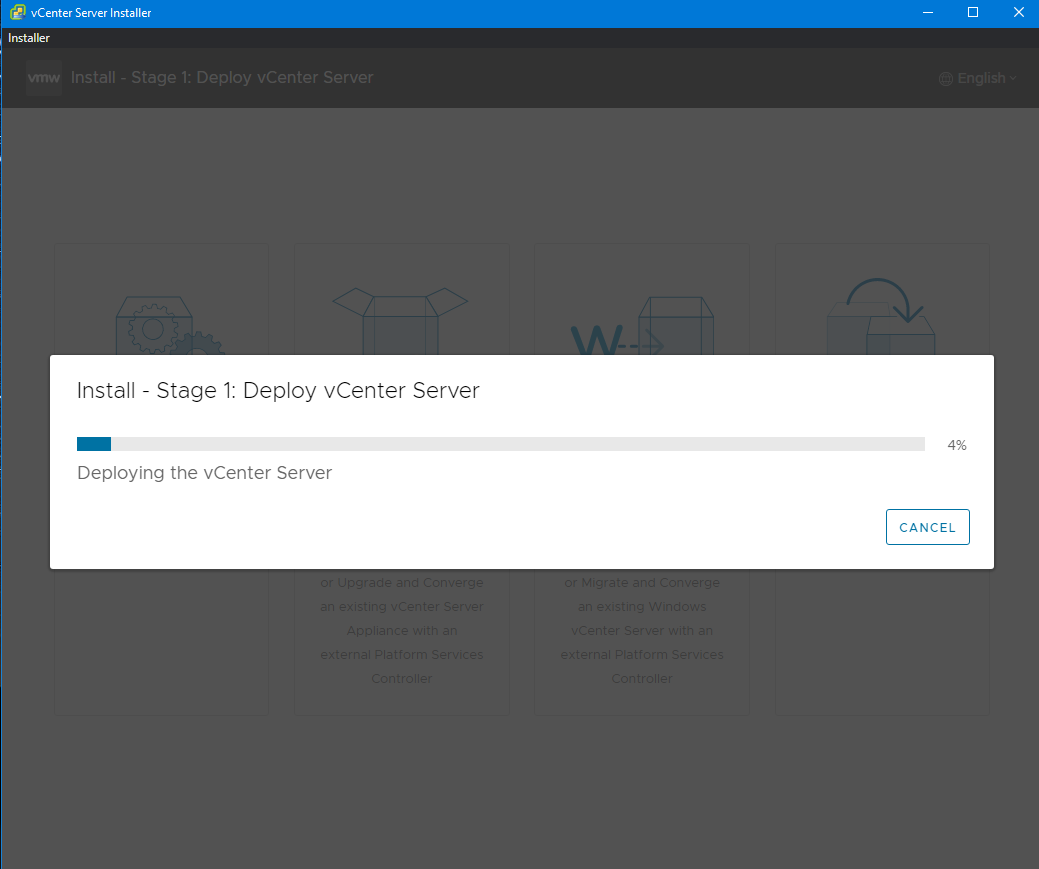 vCenter Server Installer
Installer
vmw Install - Stage 1: Deploy vCenter Server
English
W
Install - Stage 1: Deploy vCenter Server
4%
Deploying the vCenter Server
CANCEL
or Upgrade and Converge
an existing vCenter Server
Appliance with an
external Platform Services
Controller
or Migrate and Converge
an existing Windows
vCenter Server with an
external Platform Services
Controller